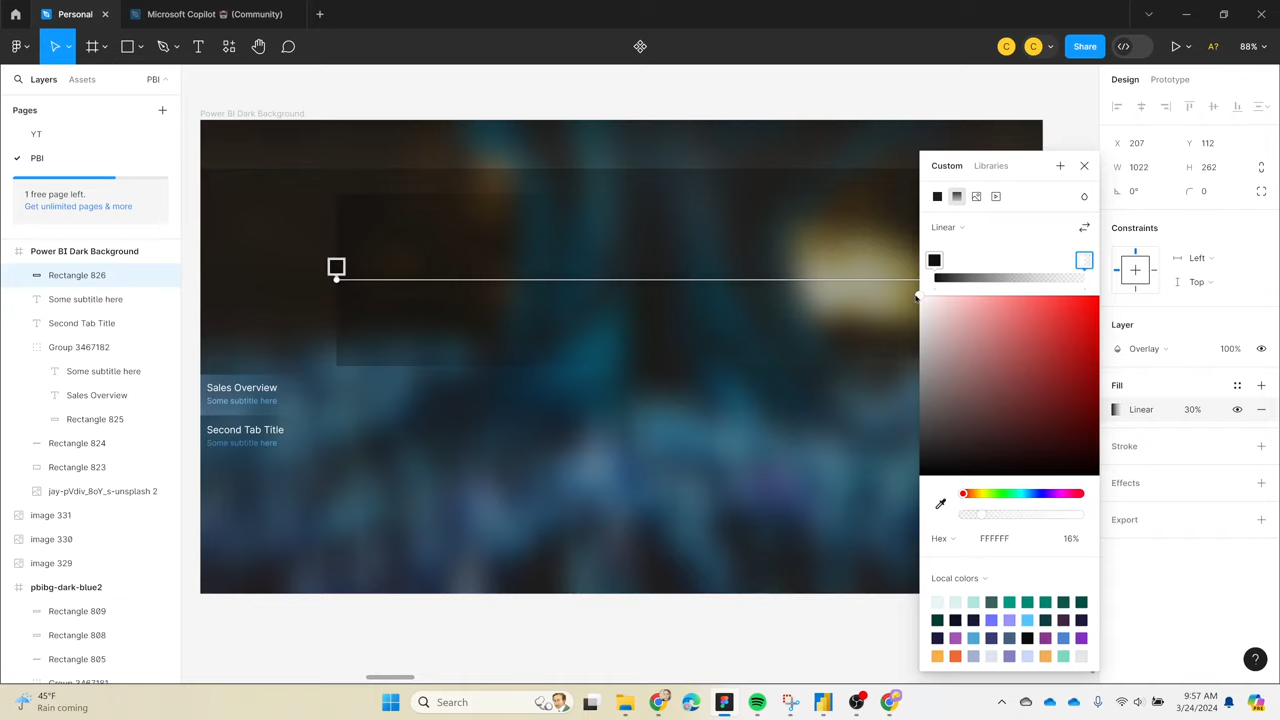 Personal
Microsoft Copilot (Community)
Share
A?
88%
Layers
Assets
PBI
Pages
YT
PBI
1 free page left.
Get unlimited pages & more
Power BI Dark Background
Rectangle 826
Some subtitle here
Second Tab Title
Group 3467182
Some subtitle here
Sales Overview
Rectangle 825
Rectangle 824
Rectangle 823
jay-pVdiv_8oY_s-unsplash 2
image 331
image 330
image 329
pbibg-dark-blue2
Rectangle 809
Rectangle 808
Rectangle 805
Group 3467181
Power BI Dark Background
Sales Overview
Some subtitle here
Second Tab Title
Some subtitle here
Custom
Libraries
Linear
Hex
FFFFFF
16%
Local colors
Design
Prototype
X 207
Y 112
W 1022
H 262
0°
0
Constraints
Left
Top
Layer
Overlay
100%
Fill
Linear
30%
Stroke
Effects
Export
?
45°F
Rain coming
Search
9:57 AM
3/24/2024
C
C